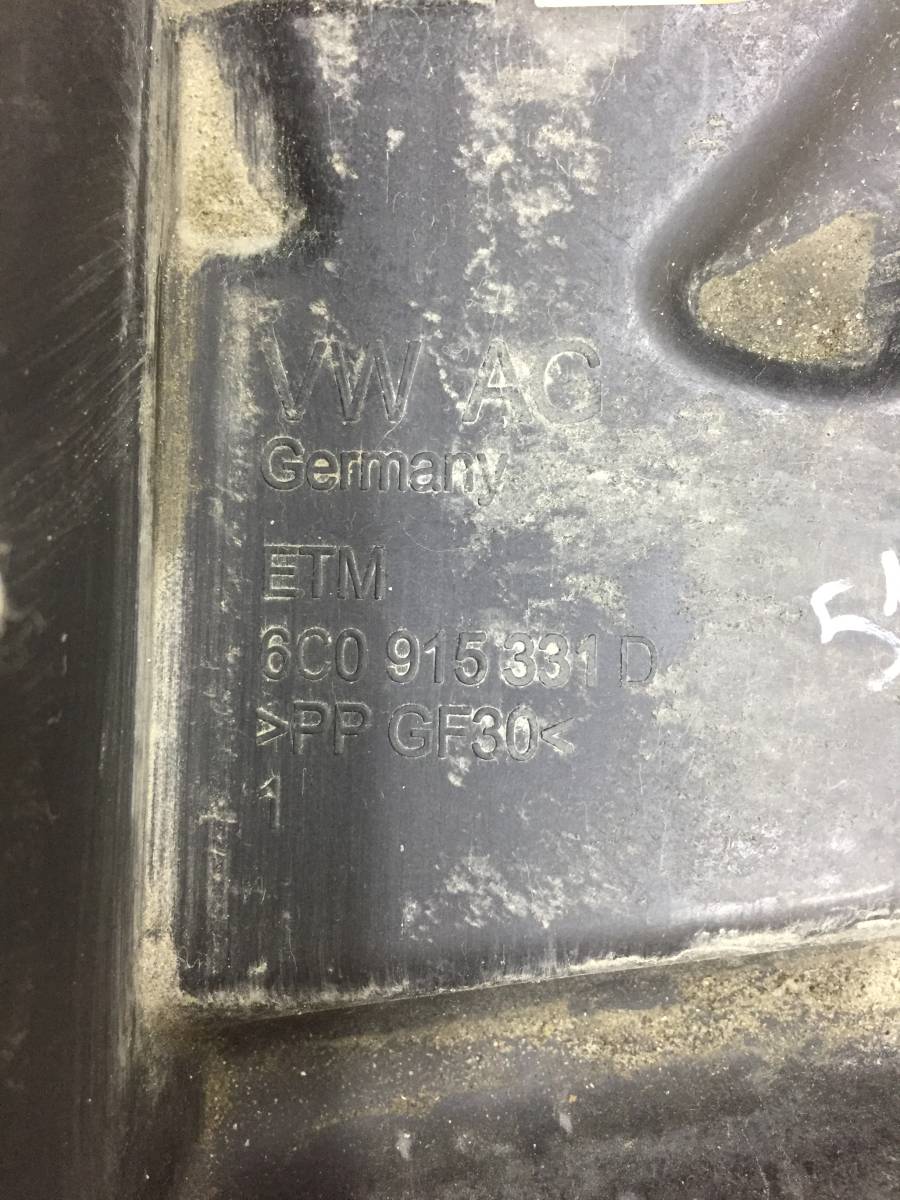 VW AG
Germany
ETM
6C0 915 331 D
>PP GF30<
1